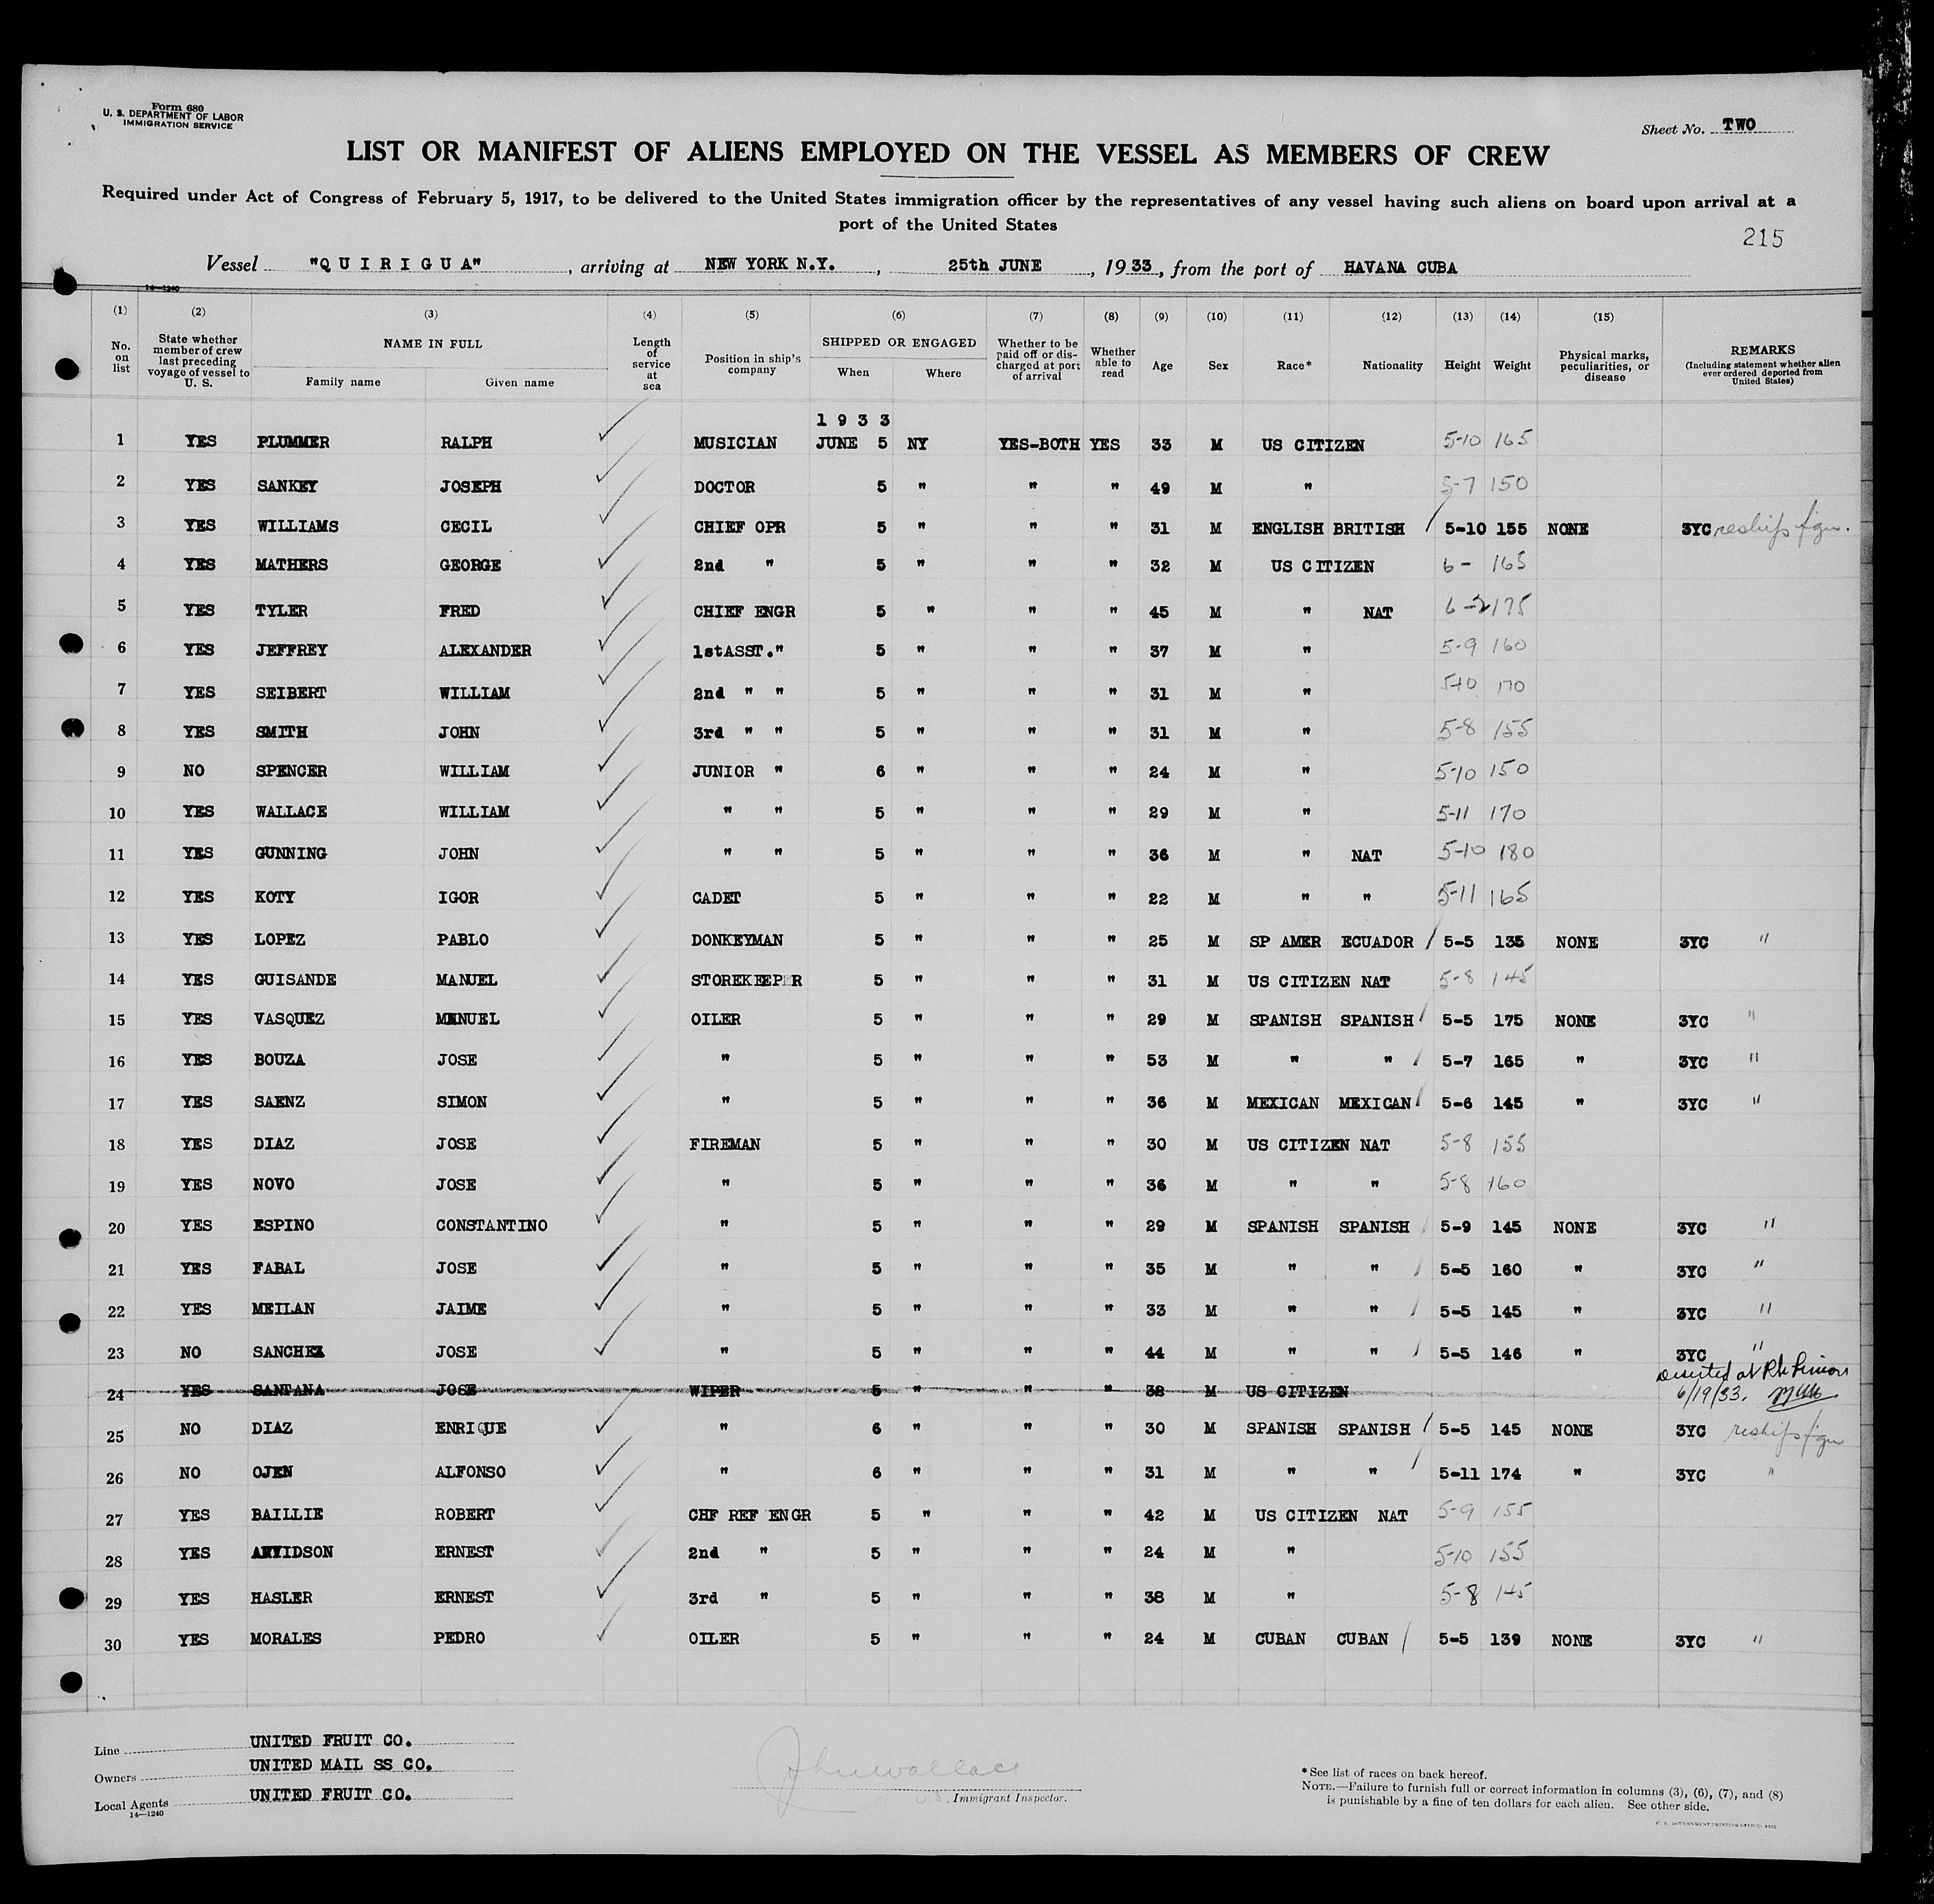 Form 680
U. S. DEPARTMENT OF LABOR
IMMIGRATION SERVICE
Sheet No. TWO
LIST OR MANIFEST OF ALIENS EMPLOYED ON THE VESSEL AS MEMBERS OF CREW
Required under Act of Congress of February 5, 1917, to be delivered to the United States immigration officer by the representatives of any vessel having such aliens on board upon arrival at a
port of the United States
215
Vessel "QUIRIGUA", arriving at NEW YORK N.Y., 25th JUNE, 1933, from the port of HAVANA CUBA
14—1240
(1) (2) (3) (4) (5) (6) (7) (8) (9) (10) (11) (12) (13) (14) (15)
No. on list State whether member of crew last preceding voyage of vessel to U. S. NAME IN FULL Family name Given name Length of service at sea Position in ship's company SHIPPED OR ENGAGED When Where Whether to be paid off or discharged at port of arrival Whether able to read Age Sex Race* Nationality Height Weight Physical marks, peculiarities, or disease REMARKS (Including statement whether alien ever ordered deported from United States)
1933
1 YES PLUMMER RALPH MUSICIAN JUNE 5 NY YES-BOTH YES 33 M US CITIZEN 5-10 165
2 YES SANKEY JOSEPH DOCTOR 5 " " " 49 M " 5-7 150
3 YES WILLIAMS CECIL CHIEF OPR 5 " " " 31 M ENGLISH BRITISH 5-10 155 NONE 3YC reships fgn.
4 YES MATHERS GEORGE 2nd " 5 " " " 32 M US CITIZEN 6- 165
5 YES TYLER FRED CHIEF ENGR 5 " " " 45 M " NAT 6-2 175
6 YES JEFFREY ALEXANDER 1st ASST. " 5 " " " 37 M " 5-9 160
7 YES SEIBERT WILLIAM 2nd " " 5 " " " 31 M " 5-10 170
8 YES SMITH JOHN 3rd " " 5 " " " 31 M " 5-8 155
9 NO SPENCER WILLIAM JUNIOR " 6 " " " 24 M " 5-10 150
10 YES WALLACE WILLIAM " " 5 " " " 29 M " 5-11 170
11 YES GUNNING JOHN " " 5 " " " 36 M " NAT 5-10 180
12 YES KOTY IGOR CADET 5 " " " 22 M " " 5-11 165
13 YES LOPEZ PABLO DONKEYMAN 5 " " " 25 M SP AMER ECUADOR 5-5 135 NONE 3YC "
14 YES GUISANDE MANUEL STOREKEEPER 5 " " " 31 M US CITIZEN NAT 5-8 145
15 YES VASQUEZ MANUEL OILER 5 " " " 29 M SPANISH SPANISH 5-5 175 NONE 3YC "
16 YES BOUZA JOSE " 5 " " " 53 M " " 5-7 165 " 3YC "
17 YES SAENZ SIMON " 5 " " " 36 M MEXICAN MEXICAN 5-6 145 " 3YC "
18 YES DIAZ JOSE FIREMAN 5 " " " 30 M US CITIZEN NAT 5-8 155
19 YES NOVO JOSE " 5 " " " 36 M " " 5-8 160
20 YES ESPINO CONSTANTINO " 5 " " " 29 M SPANISH SPANISH 5-9 145 NONE 3YC "
21 YES FABAL JOSE " 5 " " " 35 M " " 5-5 160 " 3YC "
22 YES MEILAN JAIME " 5 " " " 33 M " " 5-5 145 " 3YC "
23 NO SANCHEZ JOSE " 5 " " " 44 M " " 5-5 146 " 3YC "
24 YES SANTANA JOSE WIPER 5 " " " 38 M US CITIZEN Deserted at 6/19/33.
25 NO DIAZ ENRIQUE " 6 " " " 30 M SPANISH SPANISH 5-5 145 NONE 3YC reships fgn
26 NO OJEN ALFONSO " 6 " " " 31 M " " 5-11 174 " 3YC "
27 YES BAILLIE ROBERT CHF REF ENGR 5 " " " 42 M US CITIZEN NAT 5-9 155
28 YES ARVIDSON ERNEST 2nd " 5 " " " 24 M " 5-10 155
29 YES HASLER ERNEST 3rd " 5 " " " 38 M " 5-8 145
30 YES MORALES PEDRO OILER 5 " " " 24 M CUBAN CUBAN 5-5 139 NONE 3YC "
Line UNITED FRUIT CO.
Owners UNITED MAIL SS CO.
Local Agents UNITED FRUIT CO.
14—1240
John Wallace
Immigrant Inspector.
*See list of races on back hereof.
NOTE.—Failure to furnish full or correct information in columns (3), (6), (7), and (8)
is punishable by a fine of ten dollars for each alien. See other side.